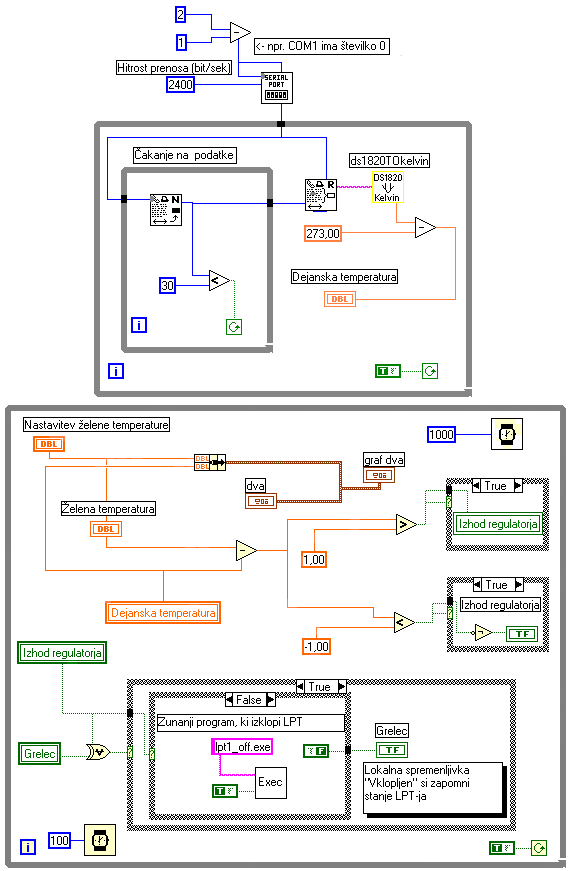 2
1
<- npr. COM1 ima število 0
Hitrost prenosa (bit/sek)
2400
SERIAL
PORT
Čakanje na podatke
ds1820TOkelvin
N
R
DS1820
Kelvin
273,00
-
<
30
Dejanska temperatura
DBL
i
i
T F
Nastavitev želene temperature
DBL
1000
DBL
DBL
graf dva
dva
True
Izhod regulatorja
Želena temperatura
DBL
>
1,00
-
True
Izhod regulatorja
Dejanska temperatura
<
-1,00
TF
Izhod regulatorja
True
False
Zunanji program, ki izklopi LPT
Grelec
lpt1_off.exe
F
TF
Grelec
Exec
T F
Lokalna spremenljivka
"Vklopljen" si zapomni
stanje LPT-ja
i
100
T F